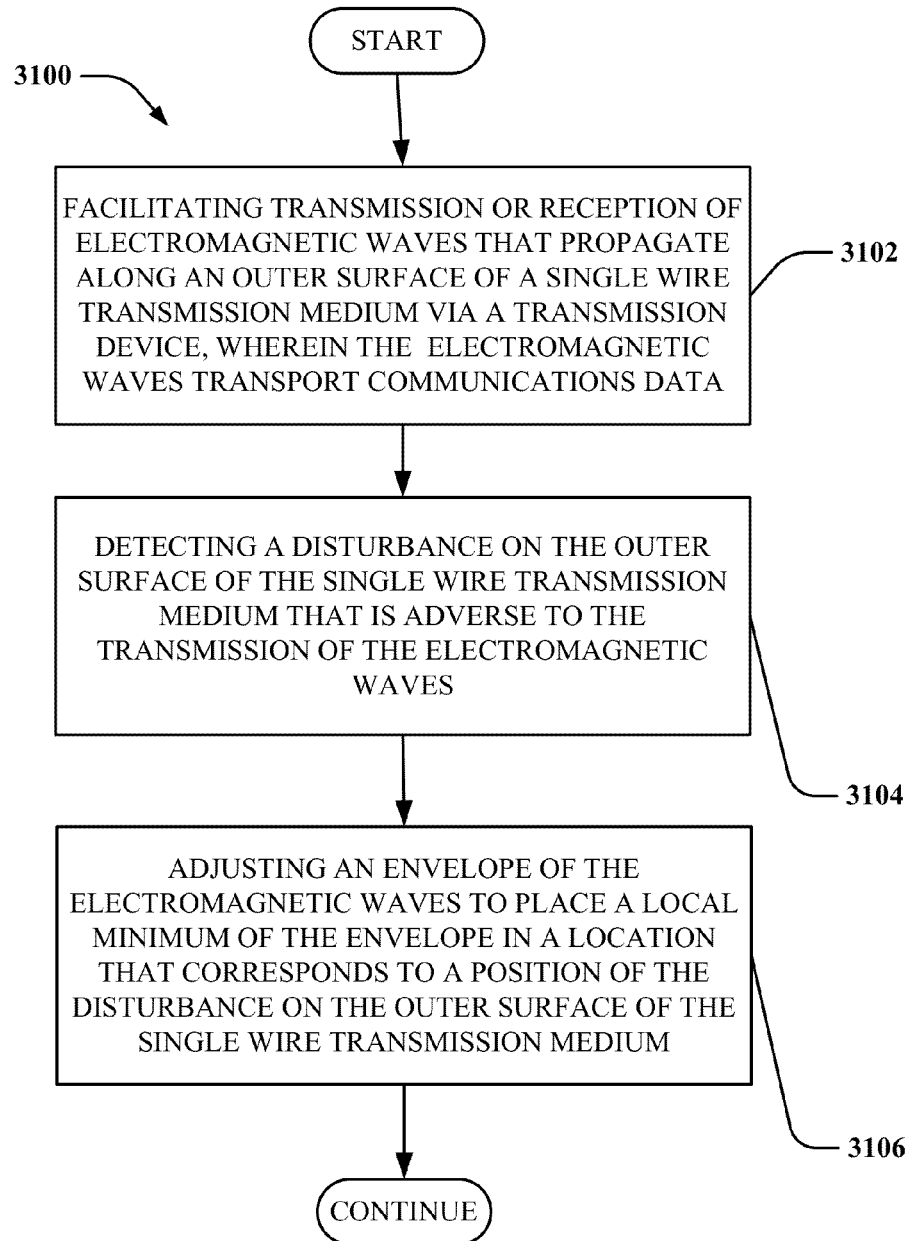 START
3100
FACILITATING TRANSMISSION OR RECEPTION OF
ELECTROMAGNETIC WAVES THAT PROPAGATE
ALONG AN OUTER SURFACE OF A SINGLE WIRE
TRANSMISSION MEDIUM VIA A TRANSMISSION
DEVICE, WHEREIN THE ELECTROMAGNETIC
WAVES TRANSPORT COMMUNICATIONS DATA
3102
DETECTING A DISTURBANCE ON THE OUTER
SURFACE OF THE SINGLE WIRE TRANSMISSION
MEDIUM THAT IS ADVERSE TO THE
TRANSMISSION OF THE ELECTROMAGNETIC
WAVES
3104
ADJUSTING AN ENVELOPE OF THE
ELECTROMAGNETIC WAVES TO PLACE A LOCAL
MINIMUM OF THE ENVELOPE IN A LOCATION
THAT CORRESPONDS TO A POSITION OF THE
DISTURBANCE ON THE OUTER SURFACE OF THE
SINGLE WIRE TRANSMISSION MEDIUM
3106
CONTINUE